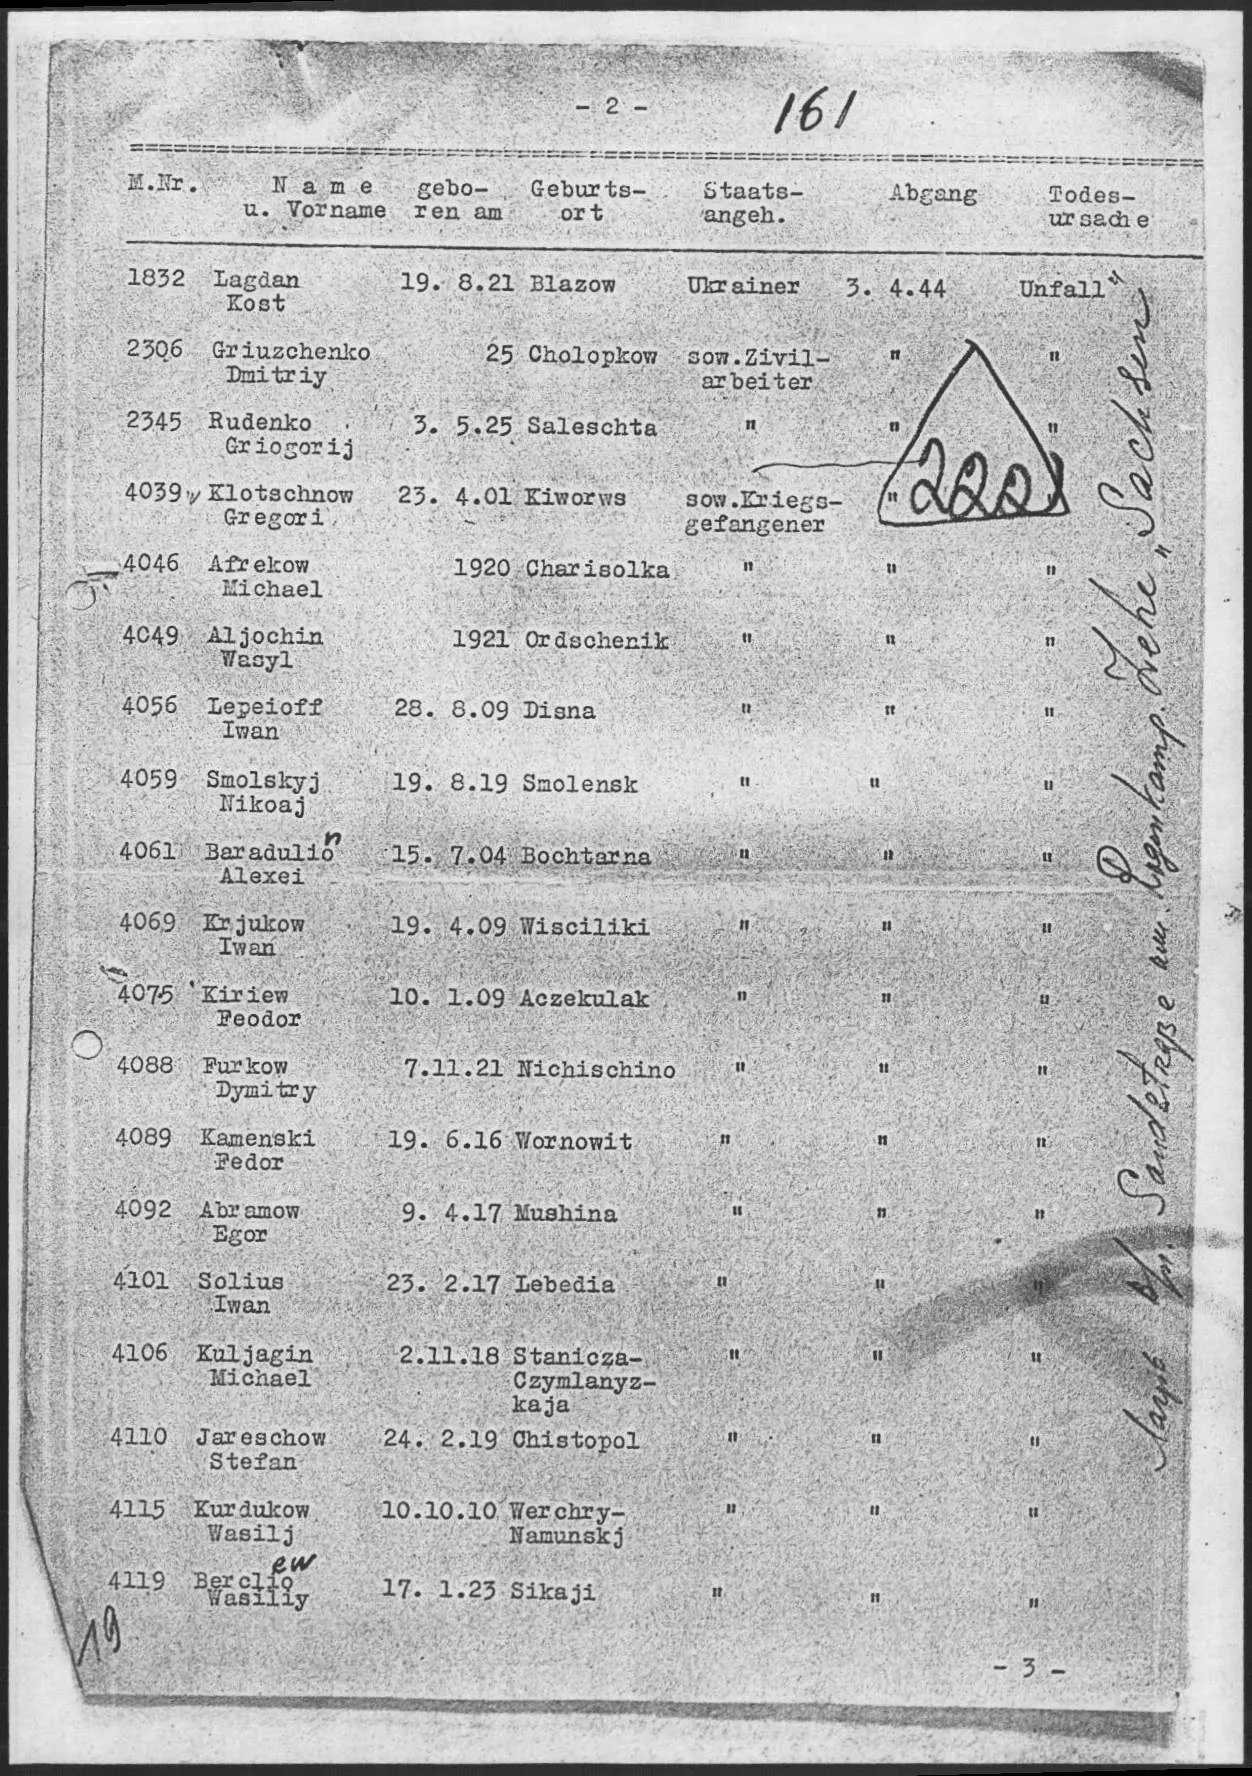 - 2 -
161
M.Nr. Name gebo- Geburts- Staats- Abgang Todes-
u. Vorname ren am ort angeh. ursache
1832 Lagdan 19. 8.21 Blazow Ukrainer 3. 4.44 Unfall
Kost
2306 Griuzchenko 25 Cholopkow sow.Zivil- " "
Dmitriy arbeiter
2345 Rudenko 3. 5.25 Saleschta " " "
Griogorij
4039 Klotschnow 23. 4.01 Kiworws sow.Kriegs- "
Gregori gefangener
222
4046 Afrekow 1920 Charisolka " " "
Michael
4049 Aljochin 1921 Ordschenik " " "
Wasyl
4056 Lepeioff 28. 8.09 Disna " " "
Iwan
4059 Smolskyj 19. 8.19 Smolensk " " "
Nikoaj
n
4061 Baradulio 15. 7.04 Bochtarna " " "
Alexei
4069 Krjukow 19. 4.09 Wisciliki " " "
Iwan
4075 Kiriew 10. 1.09 Aczekulak " " "
Feodor
4088 Furkow 7.11.21 Nichischino " " "
Dymitry
4089 Kamenski 19. 6.16 Wornowit " " "
Fedor
4092 Abramow 9. 4.17 Mushina " " "
Egor
4101 Solius 23. 2.17 Lebedia " " "
Iwan
4106 Kuljagin 2.11.18 Stanicza- " " "
Michael Czymlanyz-
kaja
4110 Jareschow 24. 2.19 Chistopol " " "
Stefan
4115 Kurdukow 10.10.10 Werchry- " " "
Wasilj Namunskj
ew
4119 Berclio 17. 1.23 Sikaji " " "
Wasiliy
19
- 3 -
Sandstraße am Zeche "Sachsen"